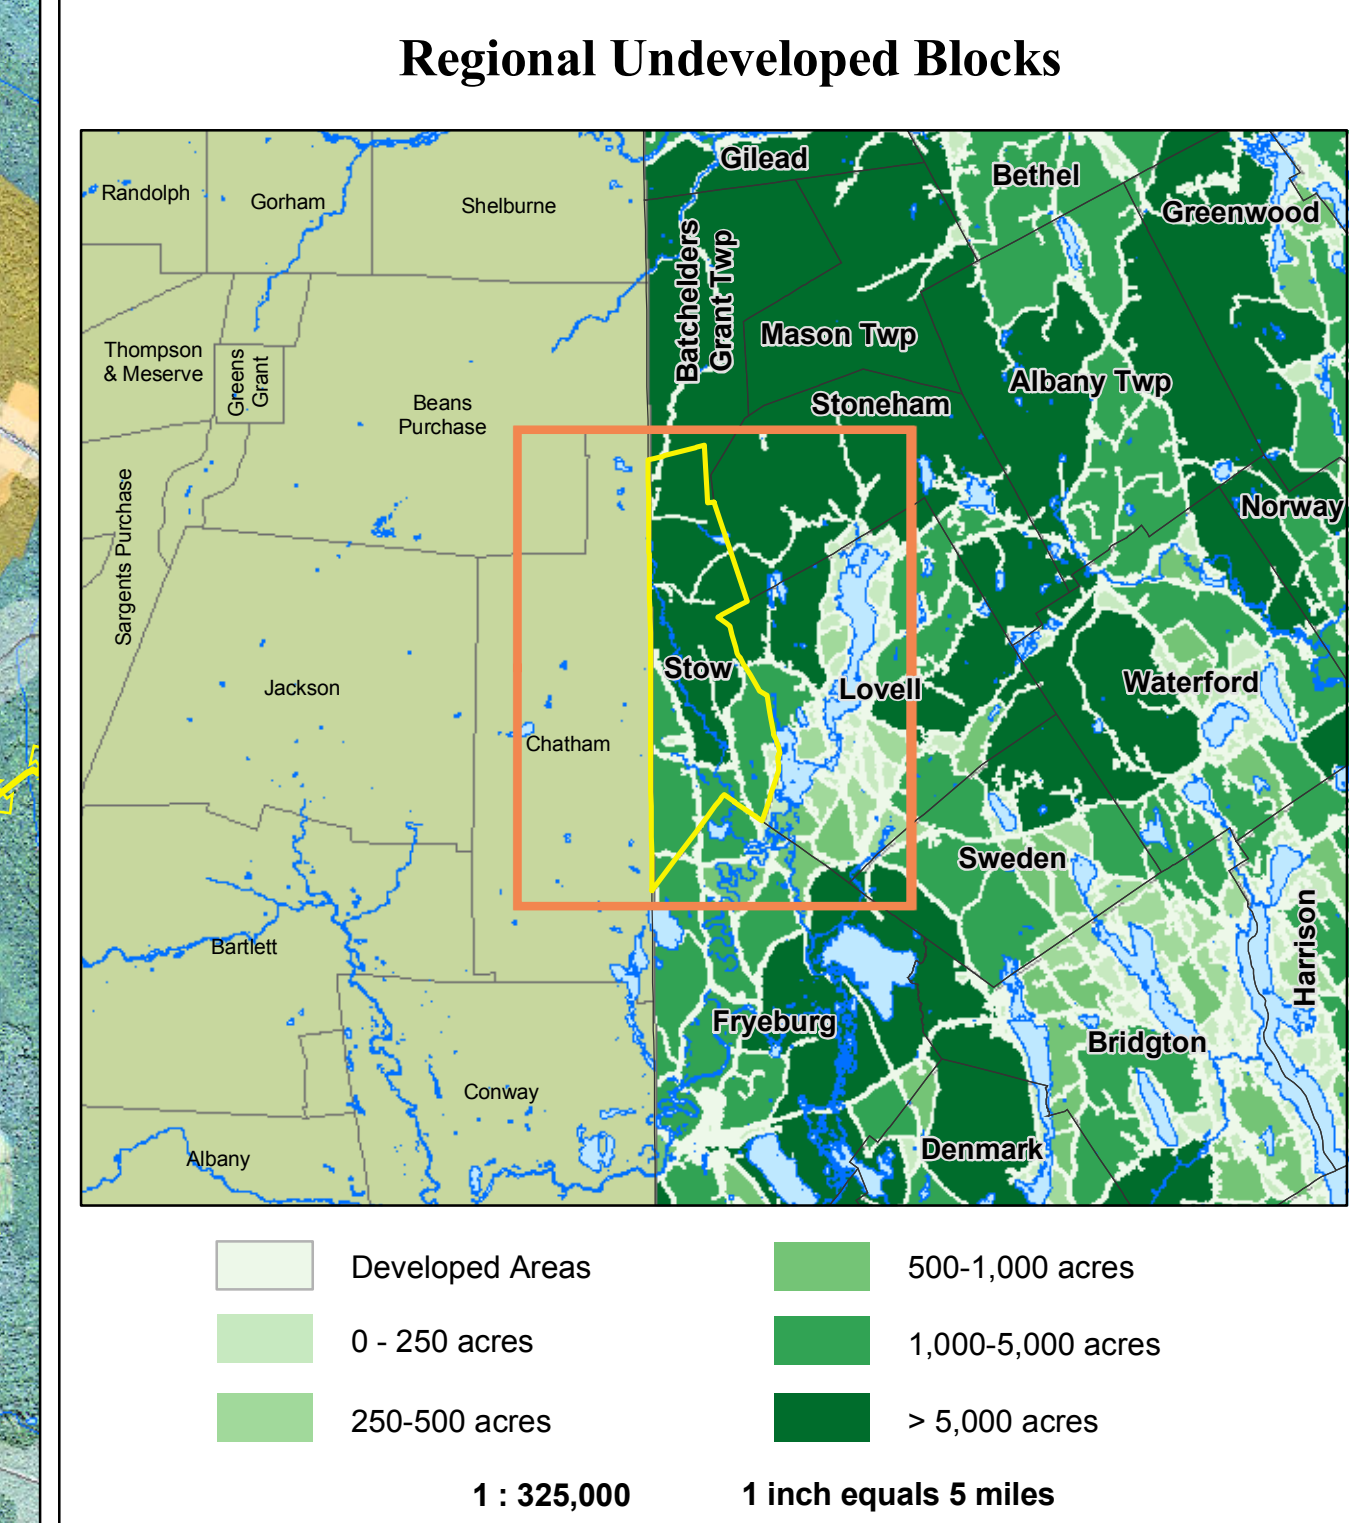 Regional Undeveloped Blocks
Gilead
Bethel
Randolph
Gorham
Shelburne
Greenwood
Batchelders
Grant Twp
Mason Twp
Thompson
& Meserve
Greens
Grant
Albany Twp
Beans
Purchase
Stoneham
Norway
Sargents Purchase
Stow
Jackson
Lovell
Waterford
Chatham
Sweden
Bartlett
Harrison
Fryeburg
Bridgton
Conway
Denmark
Albany
Developed Areas
0 - 250 acres
250-500 acres
500-1,000 acres
1,000-5,000 acres
> 5,000 acres
1 : 325,000
1 inch equals 5 miles